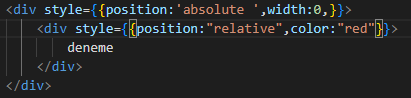 <div style={{position:'absolute ',width:0,}}>
<div style={{position:"relative",color:"red"}}>
deneme
</div>
</div>